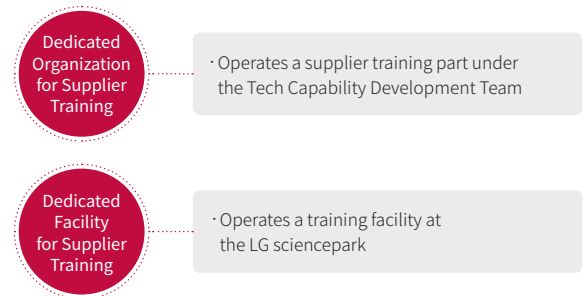 Dedicated
Organization
for Supplier
Training
· Operates a supplier training part under
the Tech Capability Development Team
Dedicated
Facility
for Supplier
Training
· Operates a training facility at
the LG sciencepark